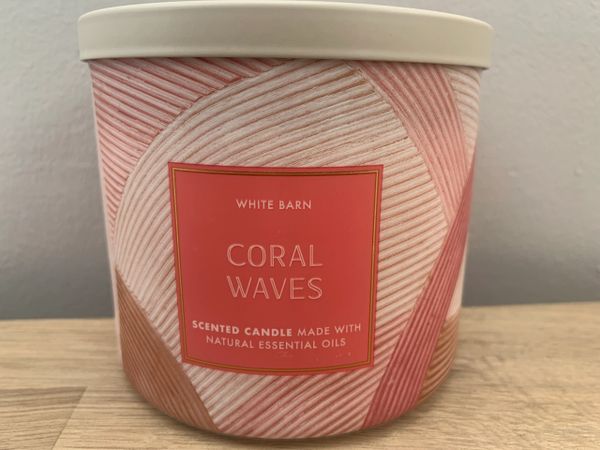 WHITE BARN
CORAL
WAVES
SCENTED CANDLE MADE WITH
NATURAL ESSENTIAL OILS